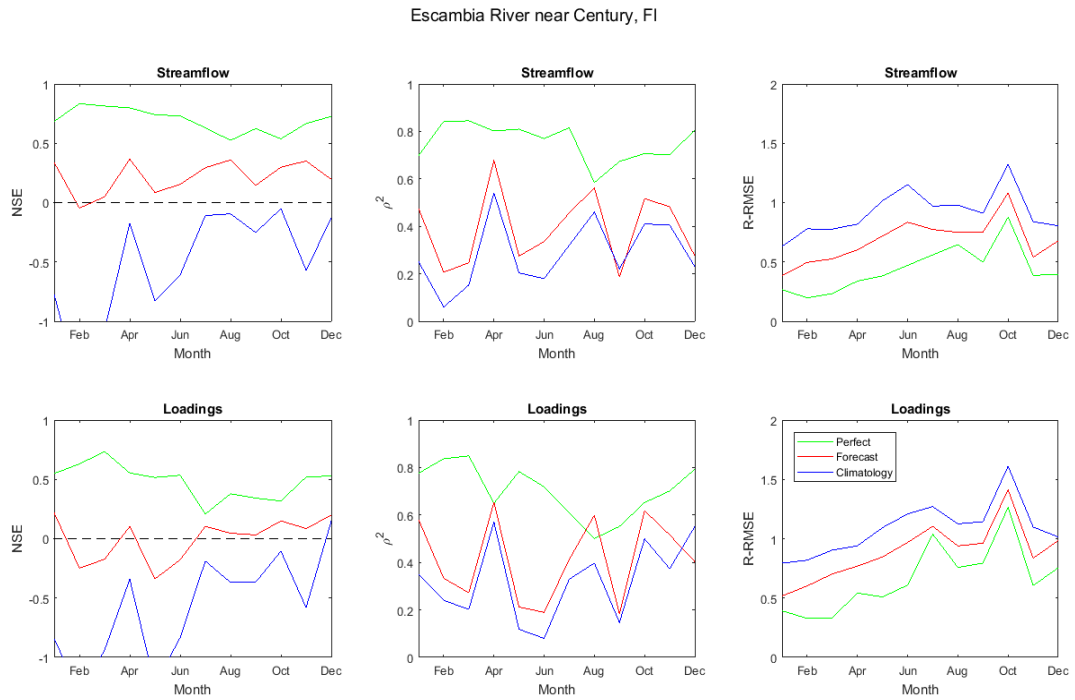 Escambia River near Century, Fl
Streamflow
1
0.5
0
-0.5
-1
NSE
Feb Apr Jun Aug Oct Dec
Month
Streamflow
1
0.8
0.6
0.4
0.2
0
ρ²
Feb Apr Jun Aug Oct Dec
Month
Streamflow
2
1.5
1
0.5
0
R-RMSE
Feb Apr Jun Aug Oct Dec
Month
Loadings
1
0.5
0
-0.5
-1
NSE
Feb Apr Jun Aug Oct Dec
Month
Loadings
1
0.8
0.6
0.4
0.2
0
ρ²
Feb Apr Jun Aug Oct Dec
Month
Loadings
2
1.5
1
0.5
0
R-RMSE
Perfect
Forecast
Climatology
Feb Apr Jun Aug Oct Dec
Month